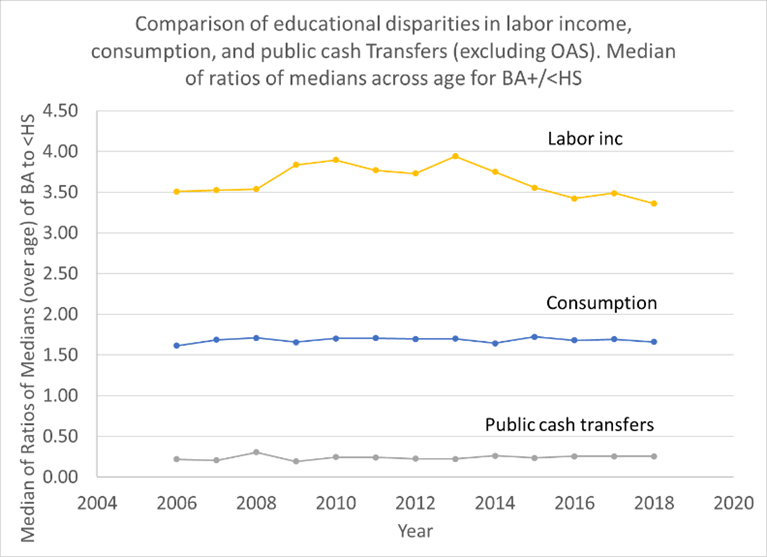 Comparison of educational disparities in labor income,
consumption, and public cash Transfers (excluding OAS). Median
of ratios of medians across age for BA+/<HS
Median of Ratios of Medians (over age) of BA to <HS
4.50
4.00
3.50
3.00
2.50
2.00
1.50
1.00
0.50
0.00
Labor inc
Consumption
Public cash transfers
2004 2006 2008 2010 2012 2014 2016 2018 2020
Year